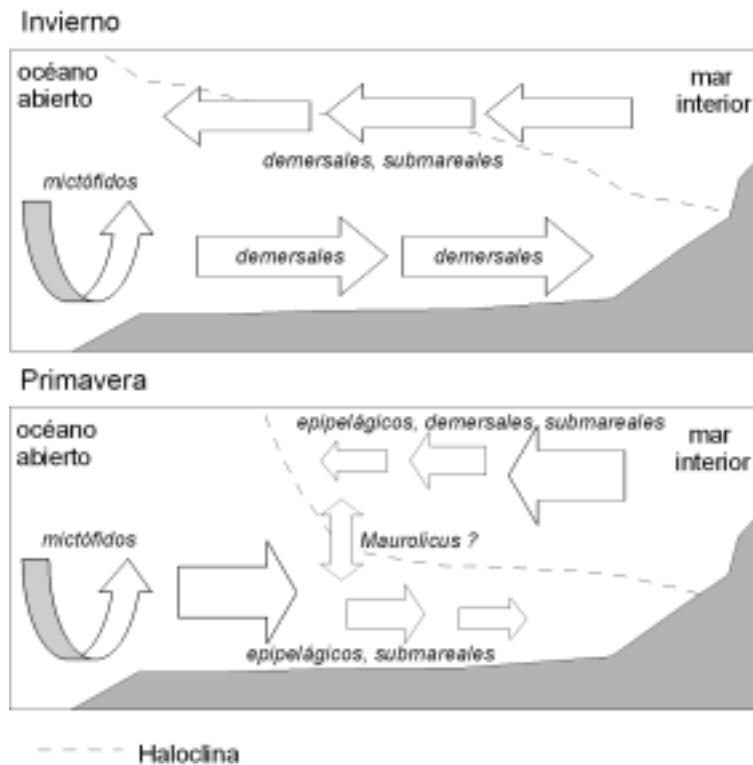 Invierno
océano
abierto
mar
interior
demersales, submareales
mictófidos
demersales
demersales
Primavera
océano
abierto
epipelágicos, demersales, submareales
mar
interior
mictófidos
Maurolicus ?
epipelágicos, submareales
Haloclina